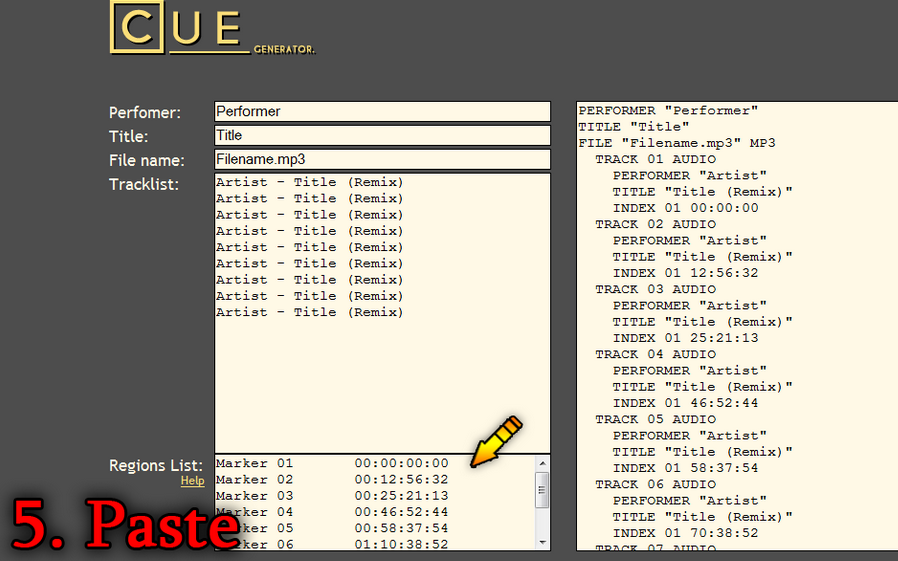 CUE GENERATOR.
Perfomer:
Performer
Title:
Title
File name:
Filename.mp3
Tracklist:
Artist - Title (Remix)
Artist - Title (Remix)
Artist - Title (Remix)
Artist - Title (Remix)
Artist - Title (Remix)
Artist - Title (Remix)
Artist - Title (Remix)
Artist - Title (Remix)
Artist - Title (Remix)
Regions List:
Help
Marker 01 00:00:00:00
Marker 02 00:12:56:32
Marker 03 00:25:21:13
Marker 04 00:46:52:44
rker 05 00:58:37:54
rker 06 01:10:38:52
5. Paste
PERFORMER "Performer"
TITLE "Title"
FILE "Filename.mp3" MP3
TRACK 01 AUDIO
PERFORMER "Artist"
TITLE "Title (Remix)"
INDEX 01 00:00:00
TRACK 02 AUDIO
PERFORMER "Artist"
TITLE "Title (Remix)"
INDEX 01 12:56:32
TRACK 03 AUDIO
PERFORMER "Artist"
TITLE "Title (Remix)"
INDEX 01 25:21:13
TRACK 04 AUDIO
PERFORMER "Artist"
TITLE "Title (Remix)"
INDEX 01 46:52:44
TRACK 05 AUDIO
PERFORMER "Artist"
TITLE "Title (Remix)"
INDEX 01 58:37:54
TRACK 06 AUDIO
PERFORMER "Artist"
TITLE "Title (Remix)"
INDEX 01 70:38:52
TRACK 07 AUDIO